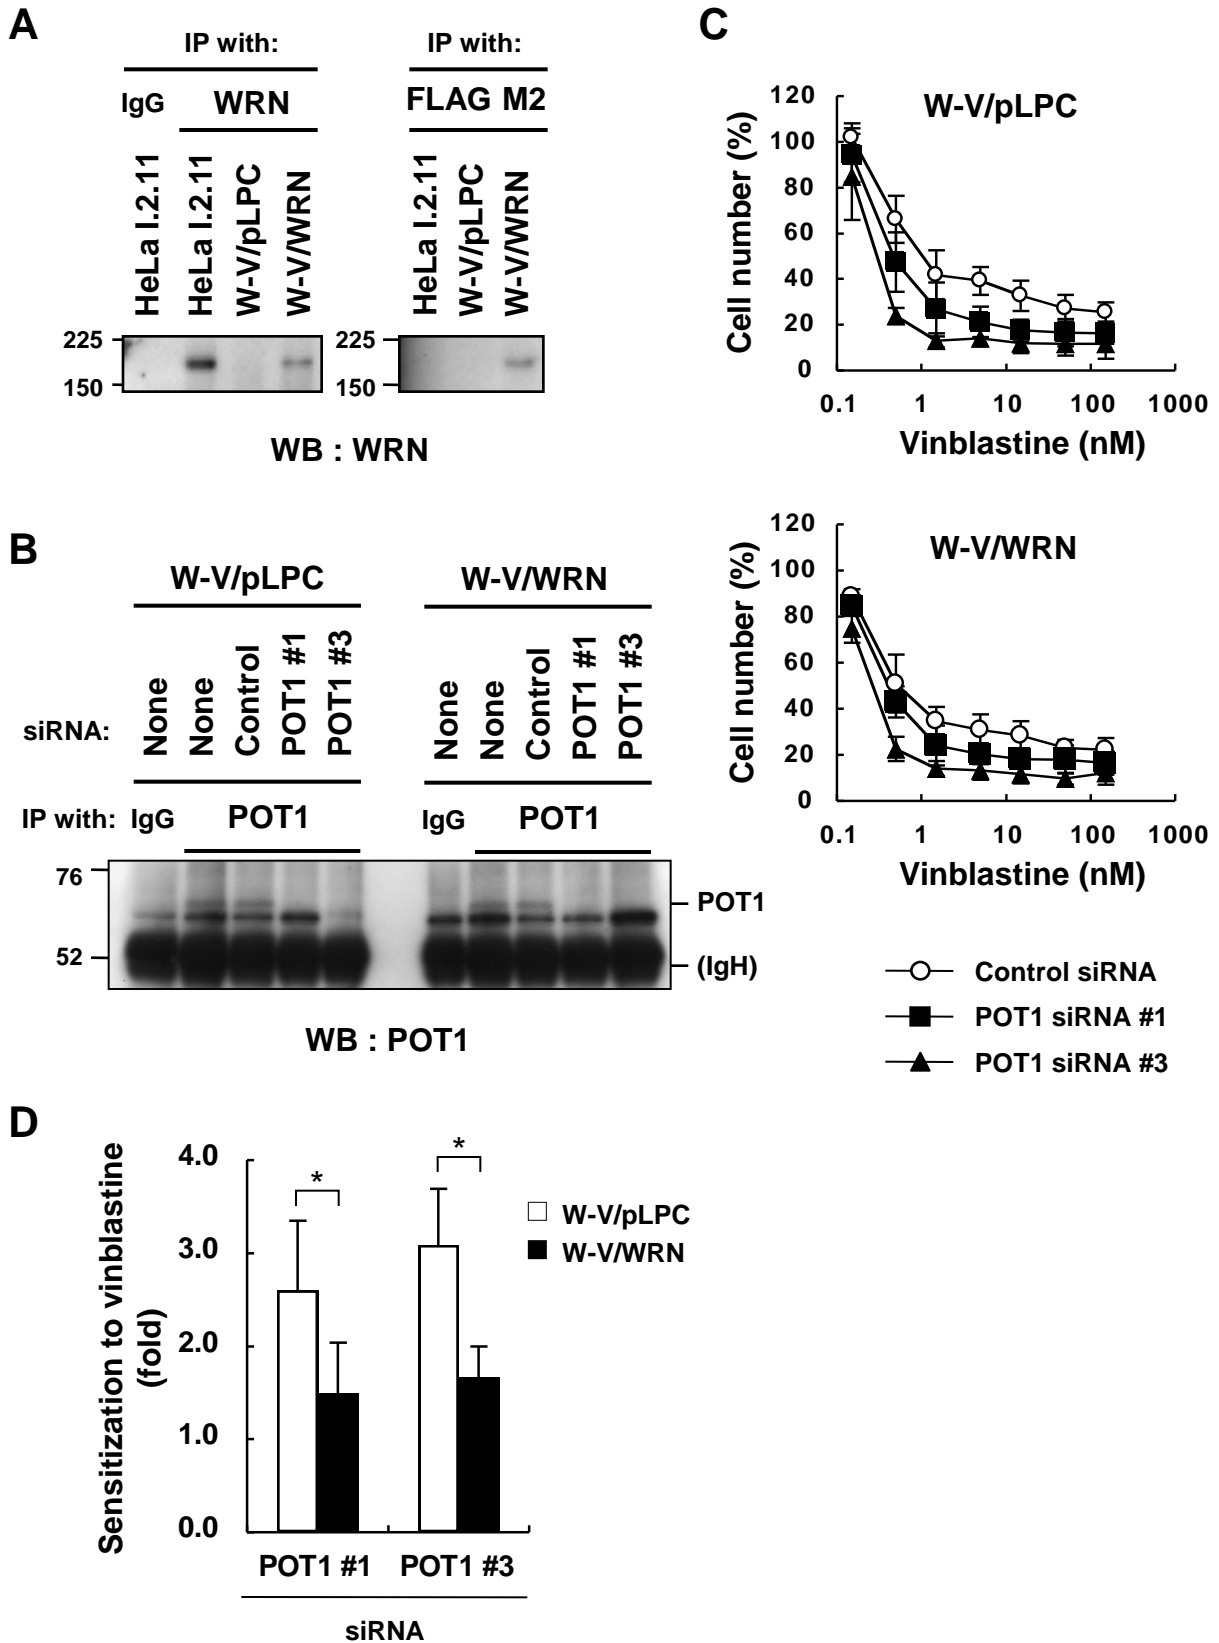 A
IP with:
IP with:
IgG
WRN
FLAG M2
HeLa I.2.11
HeLa I.2.11
W-V/pLPC
W-V/WRN
HeLa I.2.11
W-V/pLPC
W-V/WRN
225
150
225
150
WB : WRN
B
W-V/pLPC
W-V/WRN
siRNA:
None
None
Control
POT1 #1
POT1 #3
None
None
Control
POT1 #1
POT1 #3
IP with:
IgG
POT1
IgG
POT1
76
52
POT1
(IgH)
WB : POT1
C
W-V/pLPC
Cell number (%)
120
100
80
60
40
20
0
0.1
1
10
100
1000
Vinblastine (nM)
W-V/WRN
Cell number (%)
120
100
80
60
40
20
0
0.1
1
10
100
1000
Vinblastine (nM)
Control siRNA
POT1 siRNA #1
POT1 siRNA #3
D
Sensitization to vinblastine
(fold)
4.0
3.0
2.0
1.0
0.0
*
*
W-V/pLPC
W-V/WRN
POT1 #1
POT1 #3
siRNA